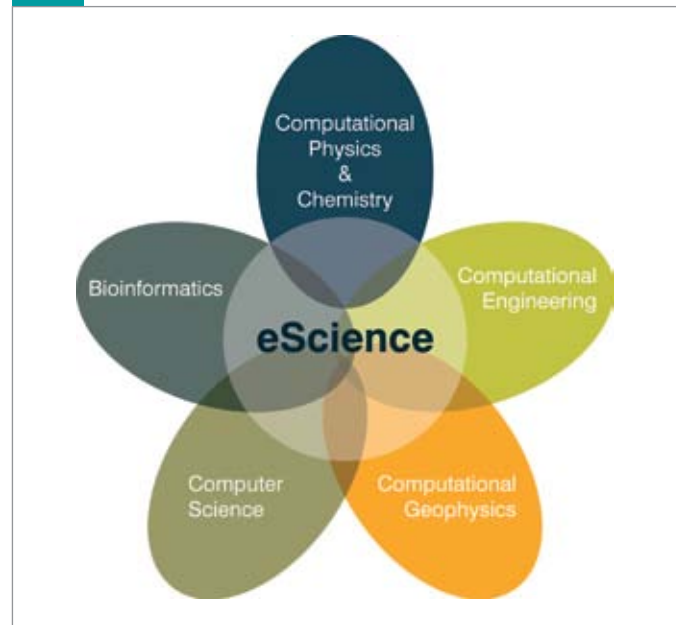 Computational
Physics
&
Chemistry
Bioinformatics
Computational
Engineering
eScience
Computer
Science
Computational
Geophysics